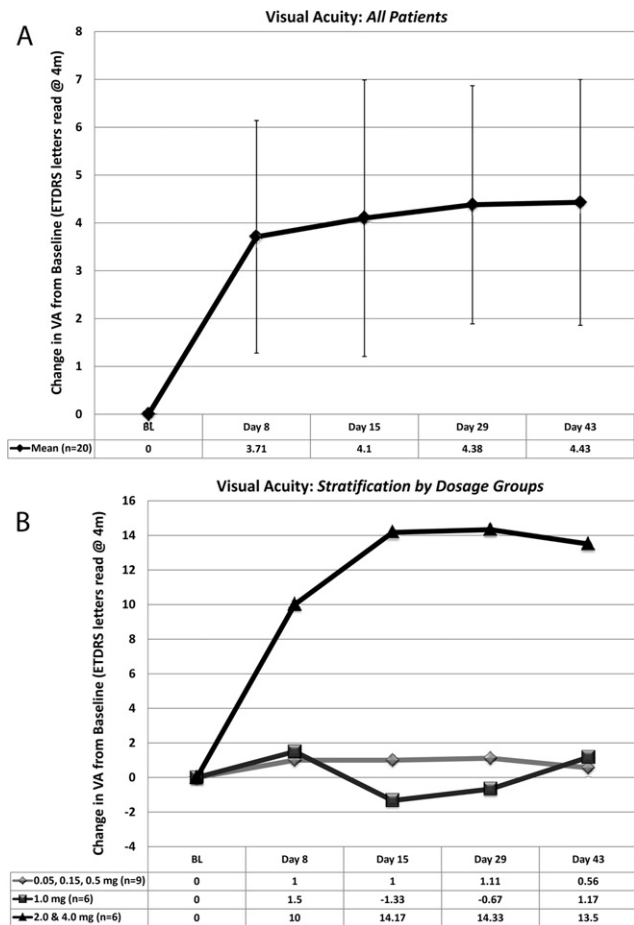 A
Visual Acuity: All Patients
Change in VA from Baseline (ETDRS letters read @ 4m)
8
7
6
5
4
3
2
1
0
BL Day 8 Day 15 Day 29 Day 43
Mean (n=20) 0 3.71 4.1 4.38 4.43
B
Visual Acuity: Stratification by Dosage Groups
Change in VA from Baseline (ETDRS letters read @ 4m)
16
14
12
10
8
6
4
2
0
-2
-4
BL Day 8 Day 15 Day 29 Day 43
0.05, 0.15, 0.5 mg (n=9) 0 1 1 1.11 0.56
1.0 mg (n=6) 0 1.5 -1.33 -0.67 1.17
2.0 & 4.0 mg (n=6) 0 10 14.17 14.33 13.5